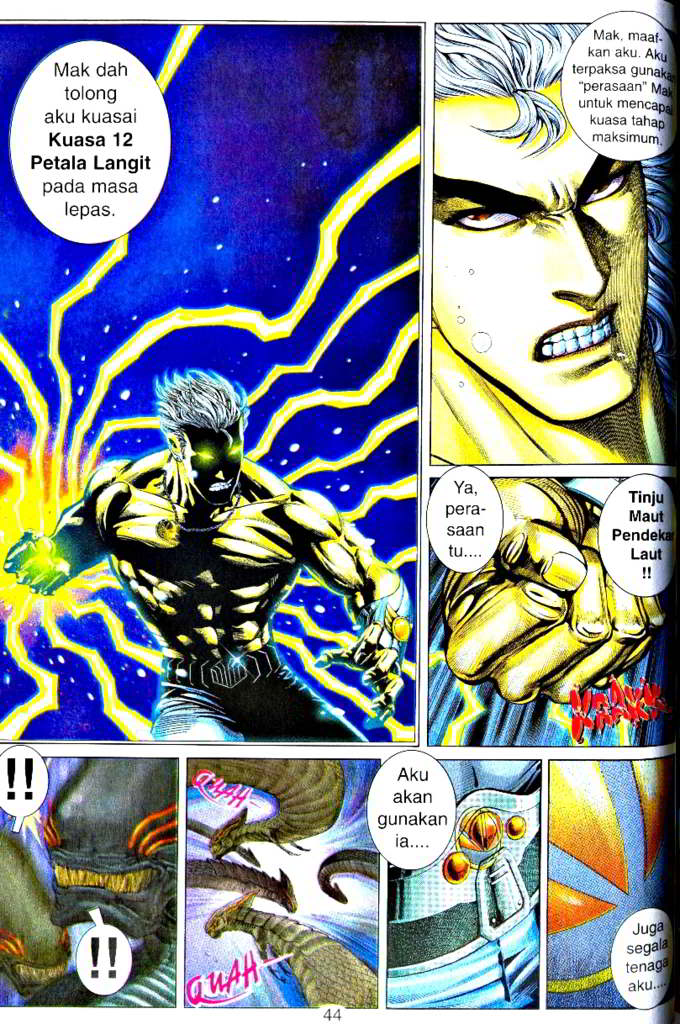 Mak dah
tolong
aku kuasai
Kuasa 12
Petala Langit
pada masa
lepas.
Mak, maaf-
kan aku. Aku
terpaksa gunakan
"perasaan" Mak
untuk mencapai
kuasa tahap
maksimum.
Ya,
pera-
saan
tu....
Tinju
Maut
Pendekar
Laut
!!
KRAKK
!!
!!
QUAH
QUAH
Aku
akan
gunakan
ia....
Juga
segala
tenaga
aku....
44